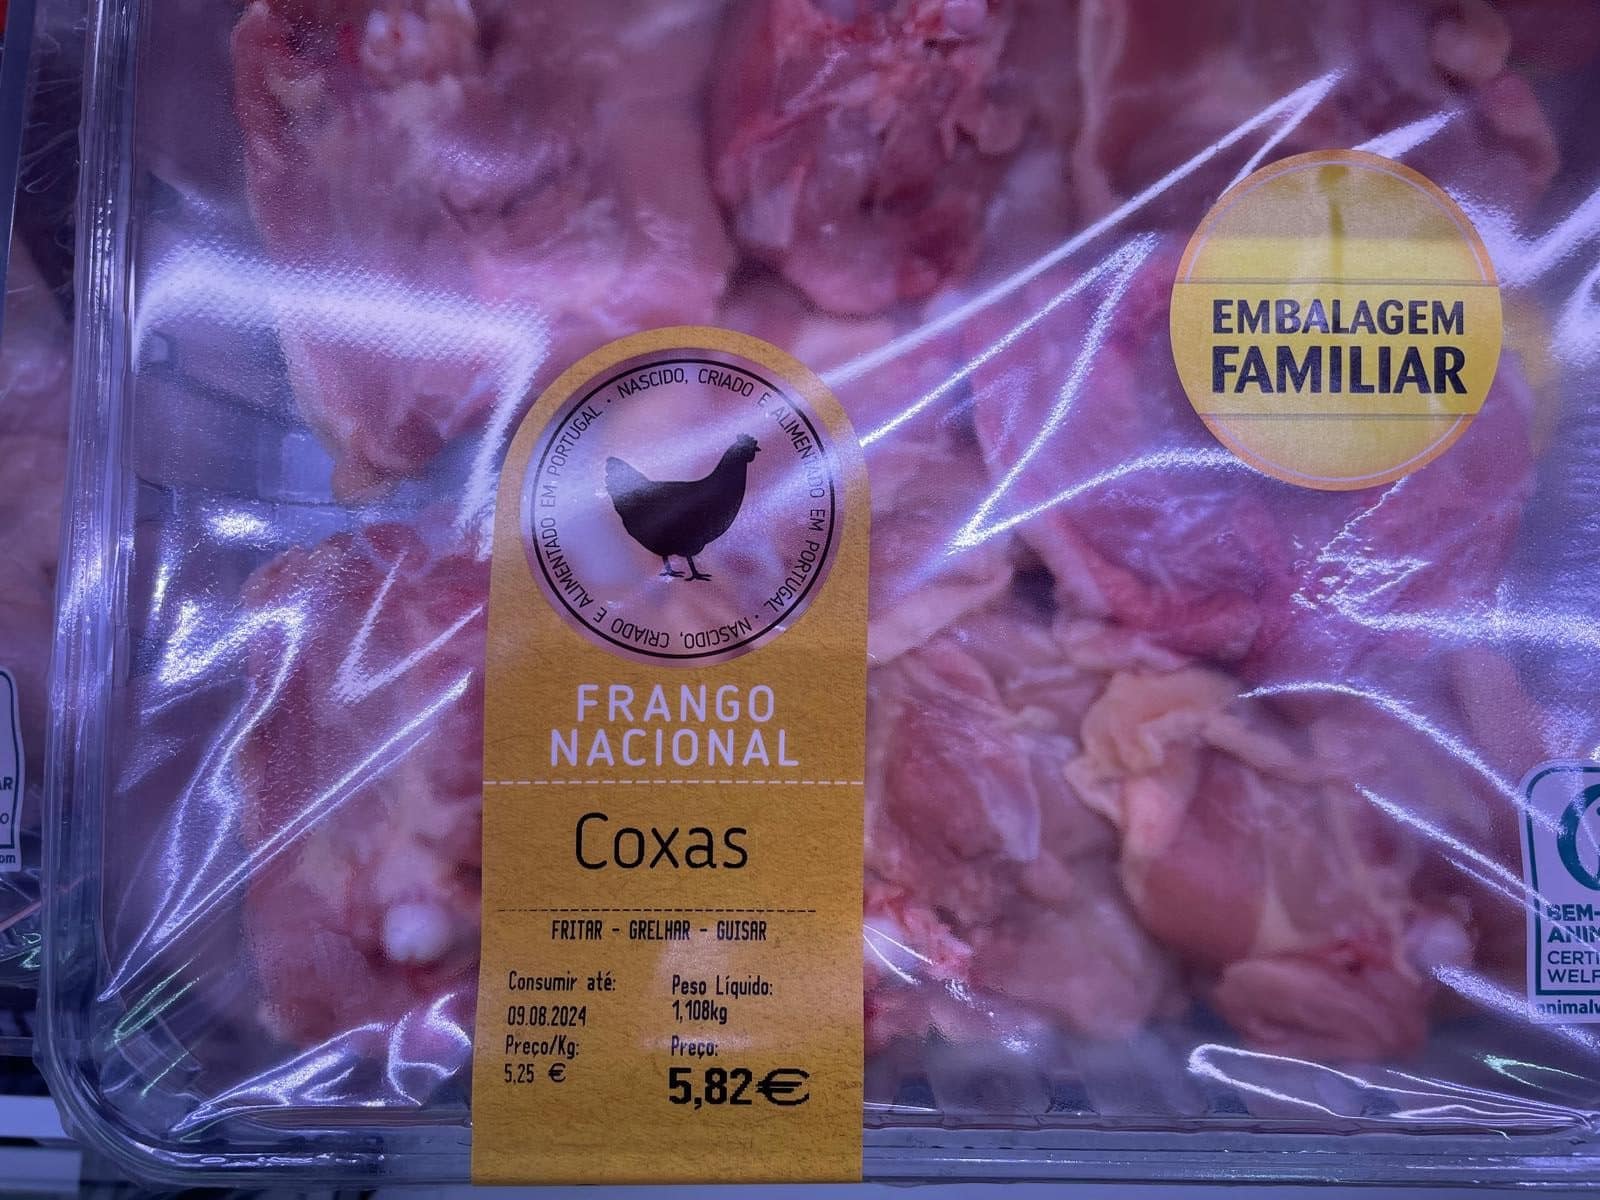 EMBALAGEM
FAMILIAR
NASCIDO, CRIADO E ALIMENTADO EM PORTUGAL · NASCIDO, CRIADO E ALIMENTADO EM PORTUGAL ·
FRANGO
NACIONAL
Coxas
FRITAR - GRELHAR - GUISAR
Consumir até:
09.08.2024
Peso Líquido:
1,108kg
Preço/Kg:
5,25 €
Preço:
5,82€
BEM-